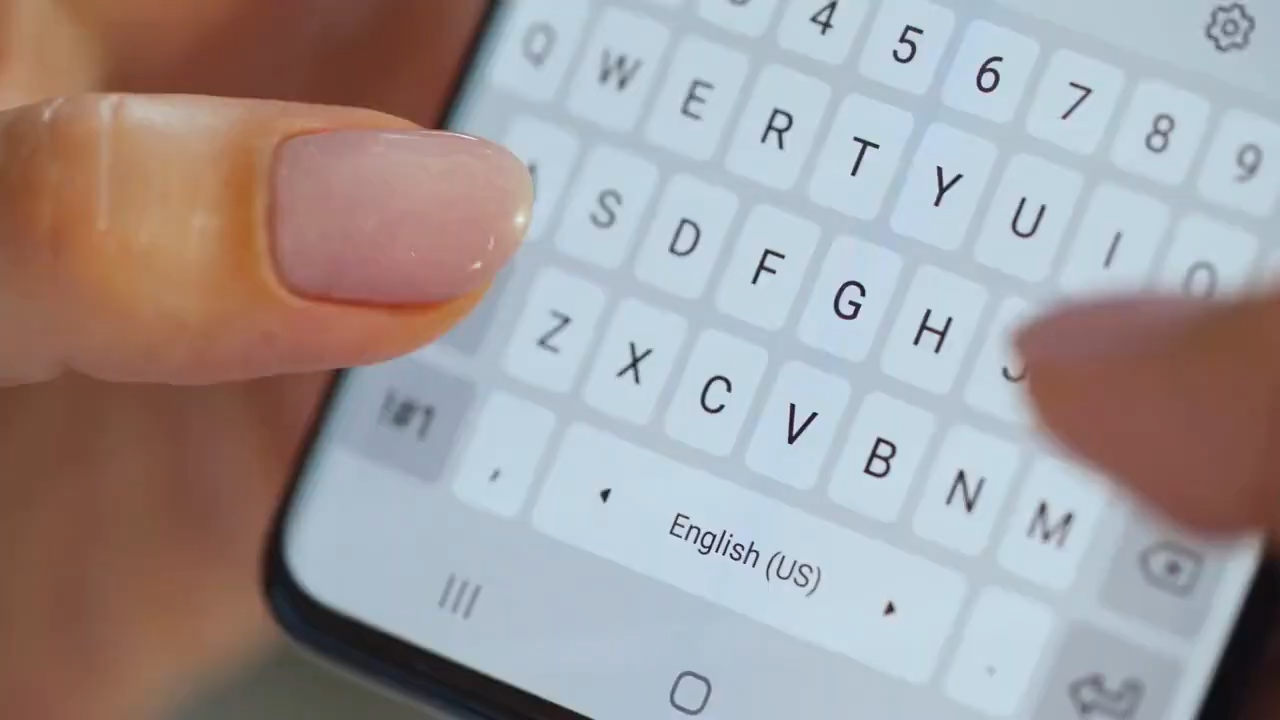 4 5 6 7 8 9
Q W E R T Y U I O
S D F G H J
Z X C V B N M
!#1 , English (US) .